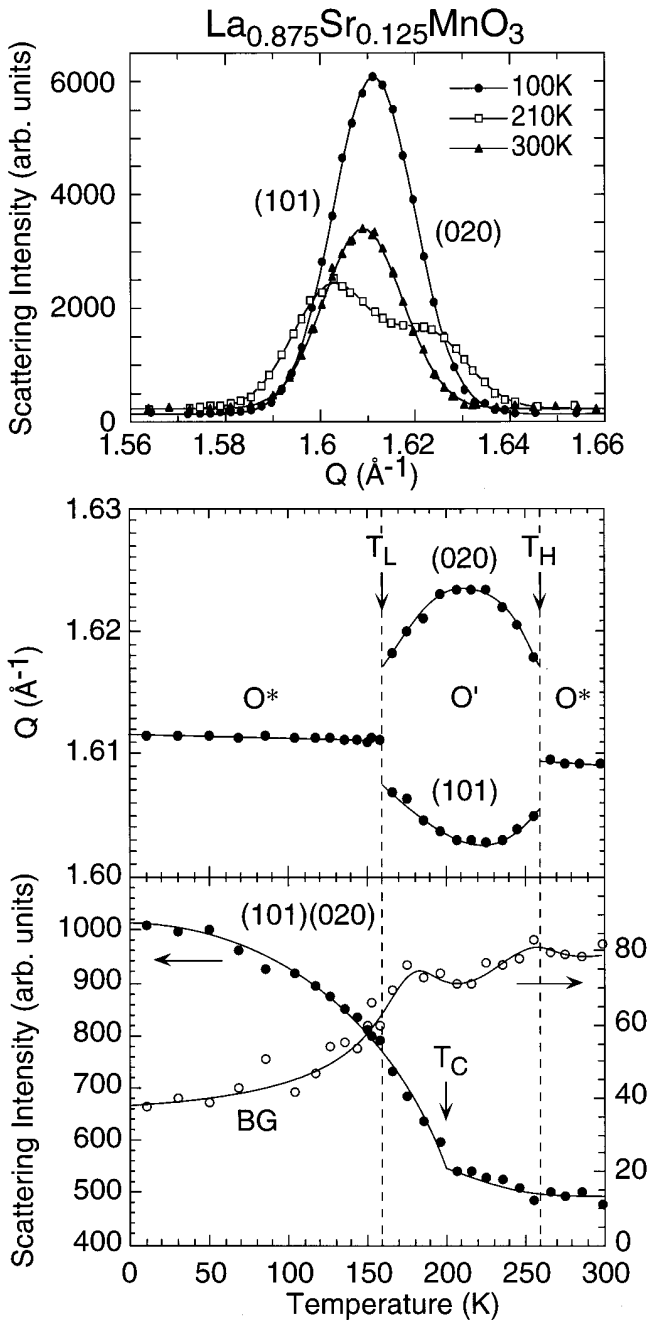 La0.875Sr0.125MnO3
Scattering Intensity (arb. units)
6000
4000
2000
0
100K
210K
300K
(101)
(020)
1.56 1.58 1.6 1.62 1.64 1.66
Q (Å-1)
Q (Å-1)
1.63
1.62
1.61
1.60
TL
TH
(020)
O*
O'
O*
(101)
Scattering Intensity (arb. units)
1000
900
800
700
600
500
400
(101)(020)
TC
BG
80
60
40
20
0
0 50 100 150 200 250 300
Temperature (K)